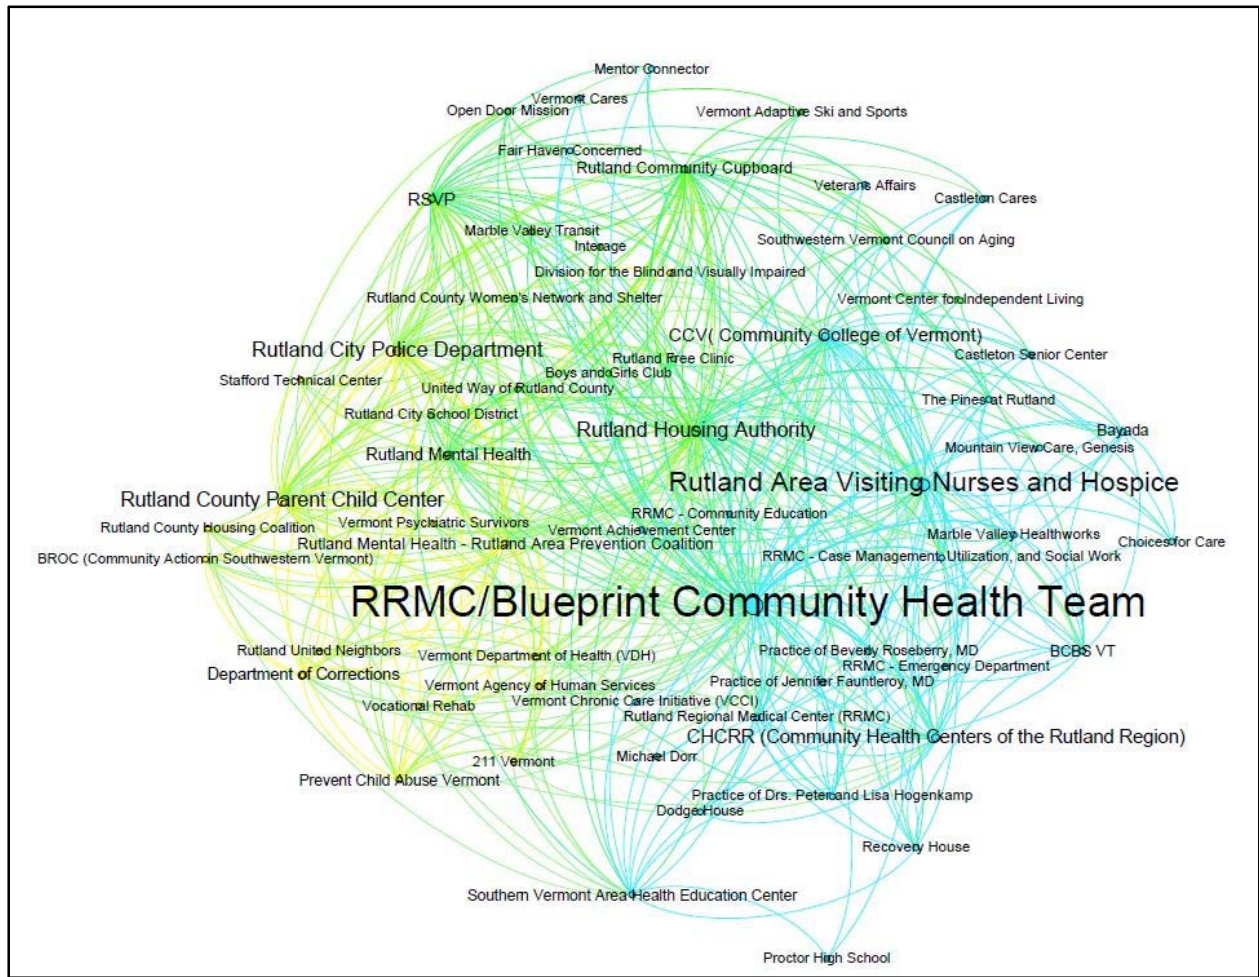 Mentor Connector
Vermont Cares
Open Door Mission
Vermont Adaptive Ski and Sports
Fair Haven Concerned
Rutland Community Cupboard
Veterans Affairs
RSVP
Castleton Cares
Marble Valley Transit
Southwestern Vermont Council on Aging
Interage
Division for the Blind and Visually Impaired
Rutland County Women's Network and Shelter
Vermont Center for Independent Living
CCV( Community College of Vermont)
Rutland City Police Department
Rutland Free Clinic
Castleton Senior Center
Boys and Girls Club
Stafford Technical Center
United Way of Rutland County
The Pines at Rutland
Rutland City School District
Rutland Housing Authority
Bayada
Mountain View Care, Genesis
Rutland Mental Health
Rutland Area Visiting Nurses and Hospice
Rutland County Parent Child Center
RRMC - Community Education
Rutland County Housing Coalition
Vermont Psychiatric Survivors
Vermont Achievement Center
Marble Valley Healthworks
Choices for Care
Rutland Mental Health - Rutland Area Prevention Coalition
BROC (Community Action in Southwestern Vermont)
RRMC - Case Management, Utilization, and Social Work
RRMC/Blueprint Community Health Team
Rutland United Neighbors
Vermont Department of Health (VDH)
Practice of Beverly Roseberry, MD
BCBS VT
RRMC - Emergency Department
Department of Corrections
Practice of Jennifer Fauntleroy, MD
Vermont Agency of Human Services
Vermont Chronic Care Initiative (VCCI)
Vocational Rehab
Rutland Regional Medical Center (RRMC)
CHCRR (Community Health Centers of the Rutland Region)
Michael Dorr
211 Vermont
Prevent Child Abuse Vermont
Practice of Drs. Peter and Lisa Hogenkamp
Dodge House
Recovery House
Southern Vermont Area Health Education Center
Proctor High School